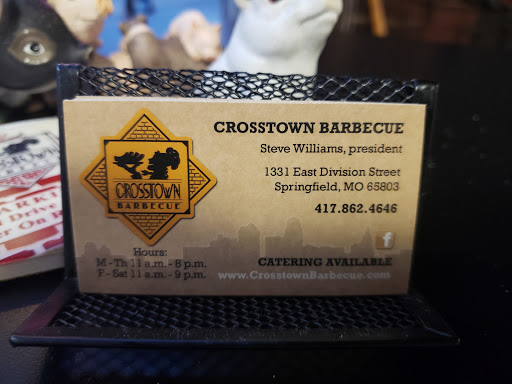 CROSSTOWN BARBECUE
Steve Williams, president
1331 East Division Street
Springfield, MO 65803
417.862.4646
CROSSTOWN
BARBECUE
Hours:
M - Th 11 a.m. - 8 p.m.
F - Sat 11 a.m. - 9 p.m.
f
CATERING AVAILABLE
www.CrosstownBarbecue.com